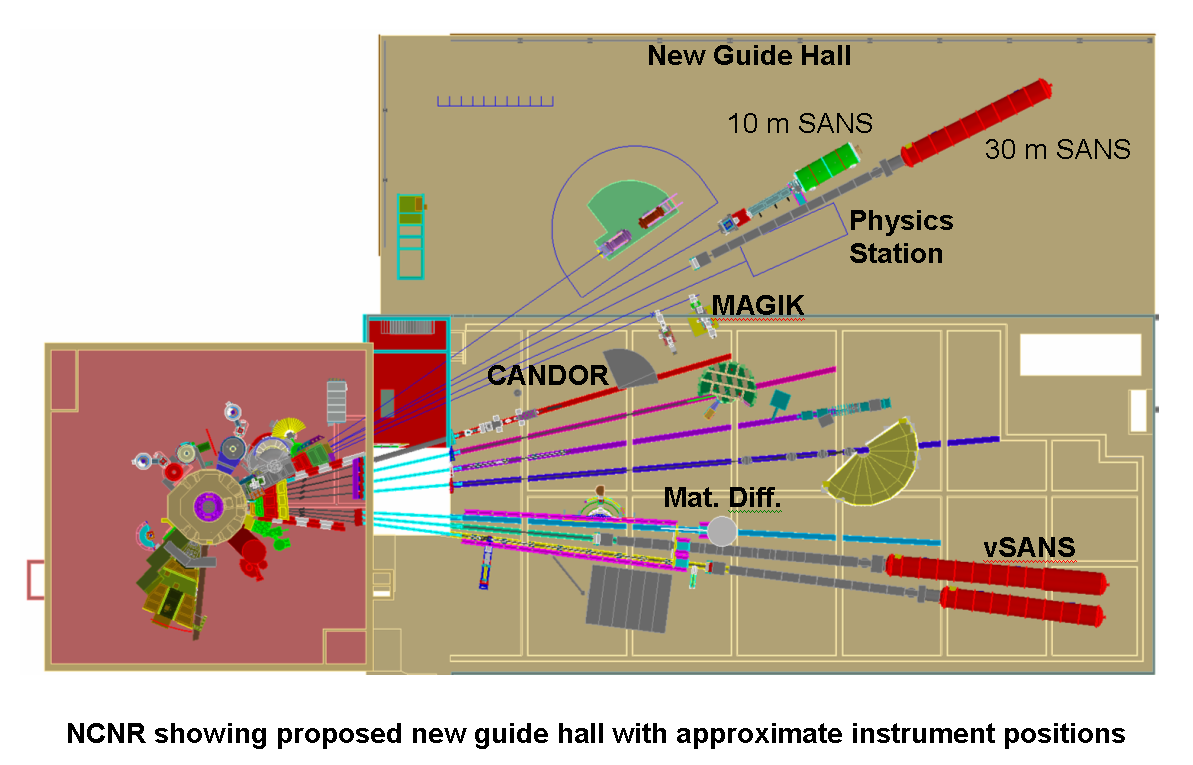 New Guide Hall
10 m SANS
30 m SANS
Physics
Station
MAGIK
CANDOR
Mat. Diff.
vSANS
NCNR showing proposed new guide hall with approximate instrument positions